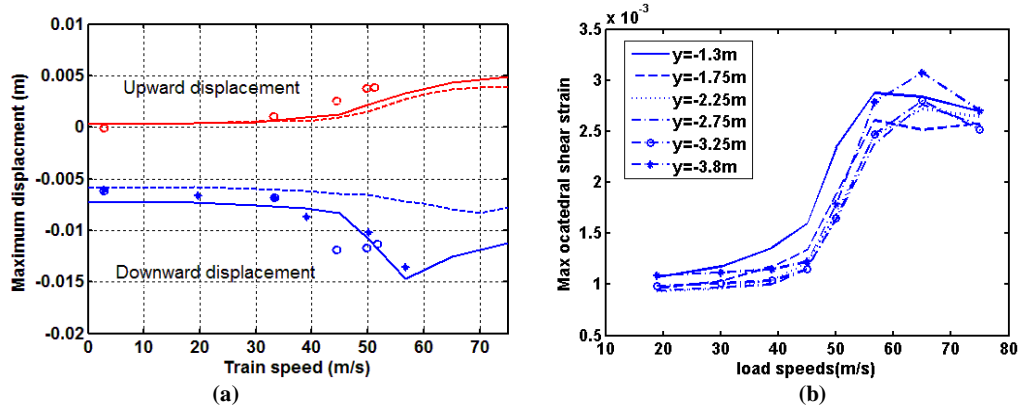 0.01
0.005
0
-0.005
-0.01
-0.015
-0.02
Maximum displacement (m)
Upward displacement
Downward displacement
0 10 20 30 40 50 60 70
Train speed (m/s)
(a)
x 10⁻³
3.5
3
2.5
2
1.5
1
0.5
Max ocatedral shear strain
y=-1.3m
y=-1.75m
y=-2.25m
y=-2.75m
y=-3.25m
y=-3.8m
10 20 30 40 50 60 70 80
load speeds(m/s)
(b)